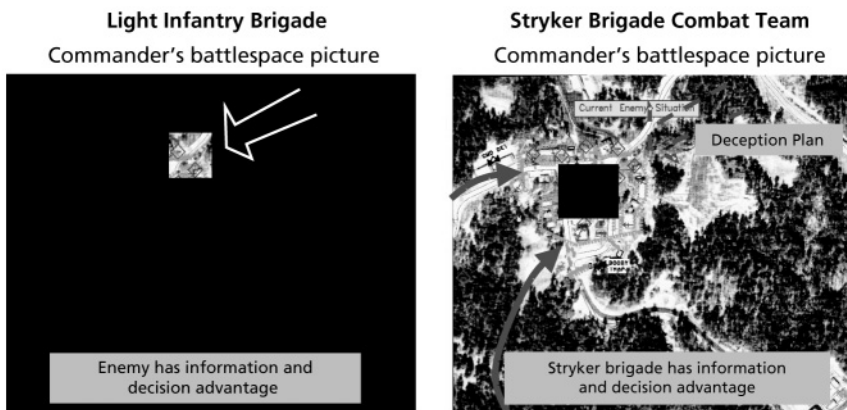 Light Infantry Brigade
Commander’s battlespace picture
Enemy has information and
decision advantage
Stryker Brigade Combat Team
Commander’s battlespace picture
Current Enemy Situation
Deception Plan
Stryker brigade has information
and decision advantage